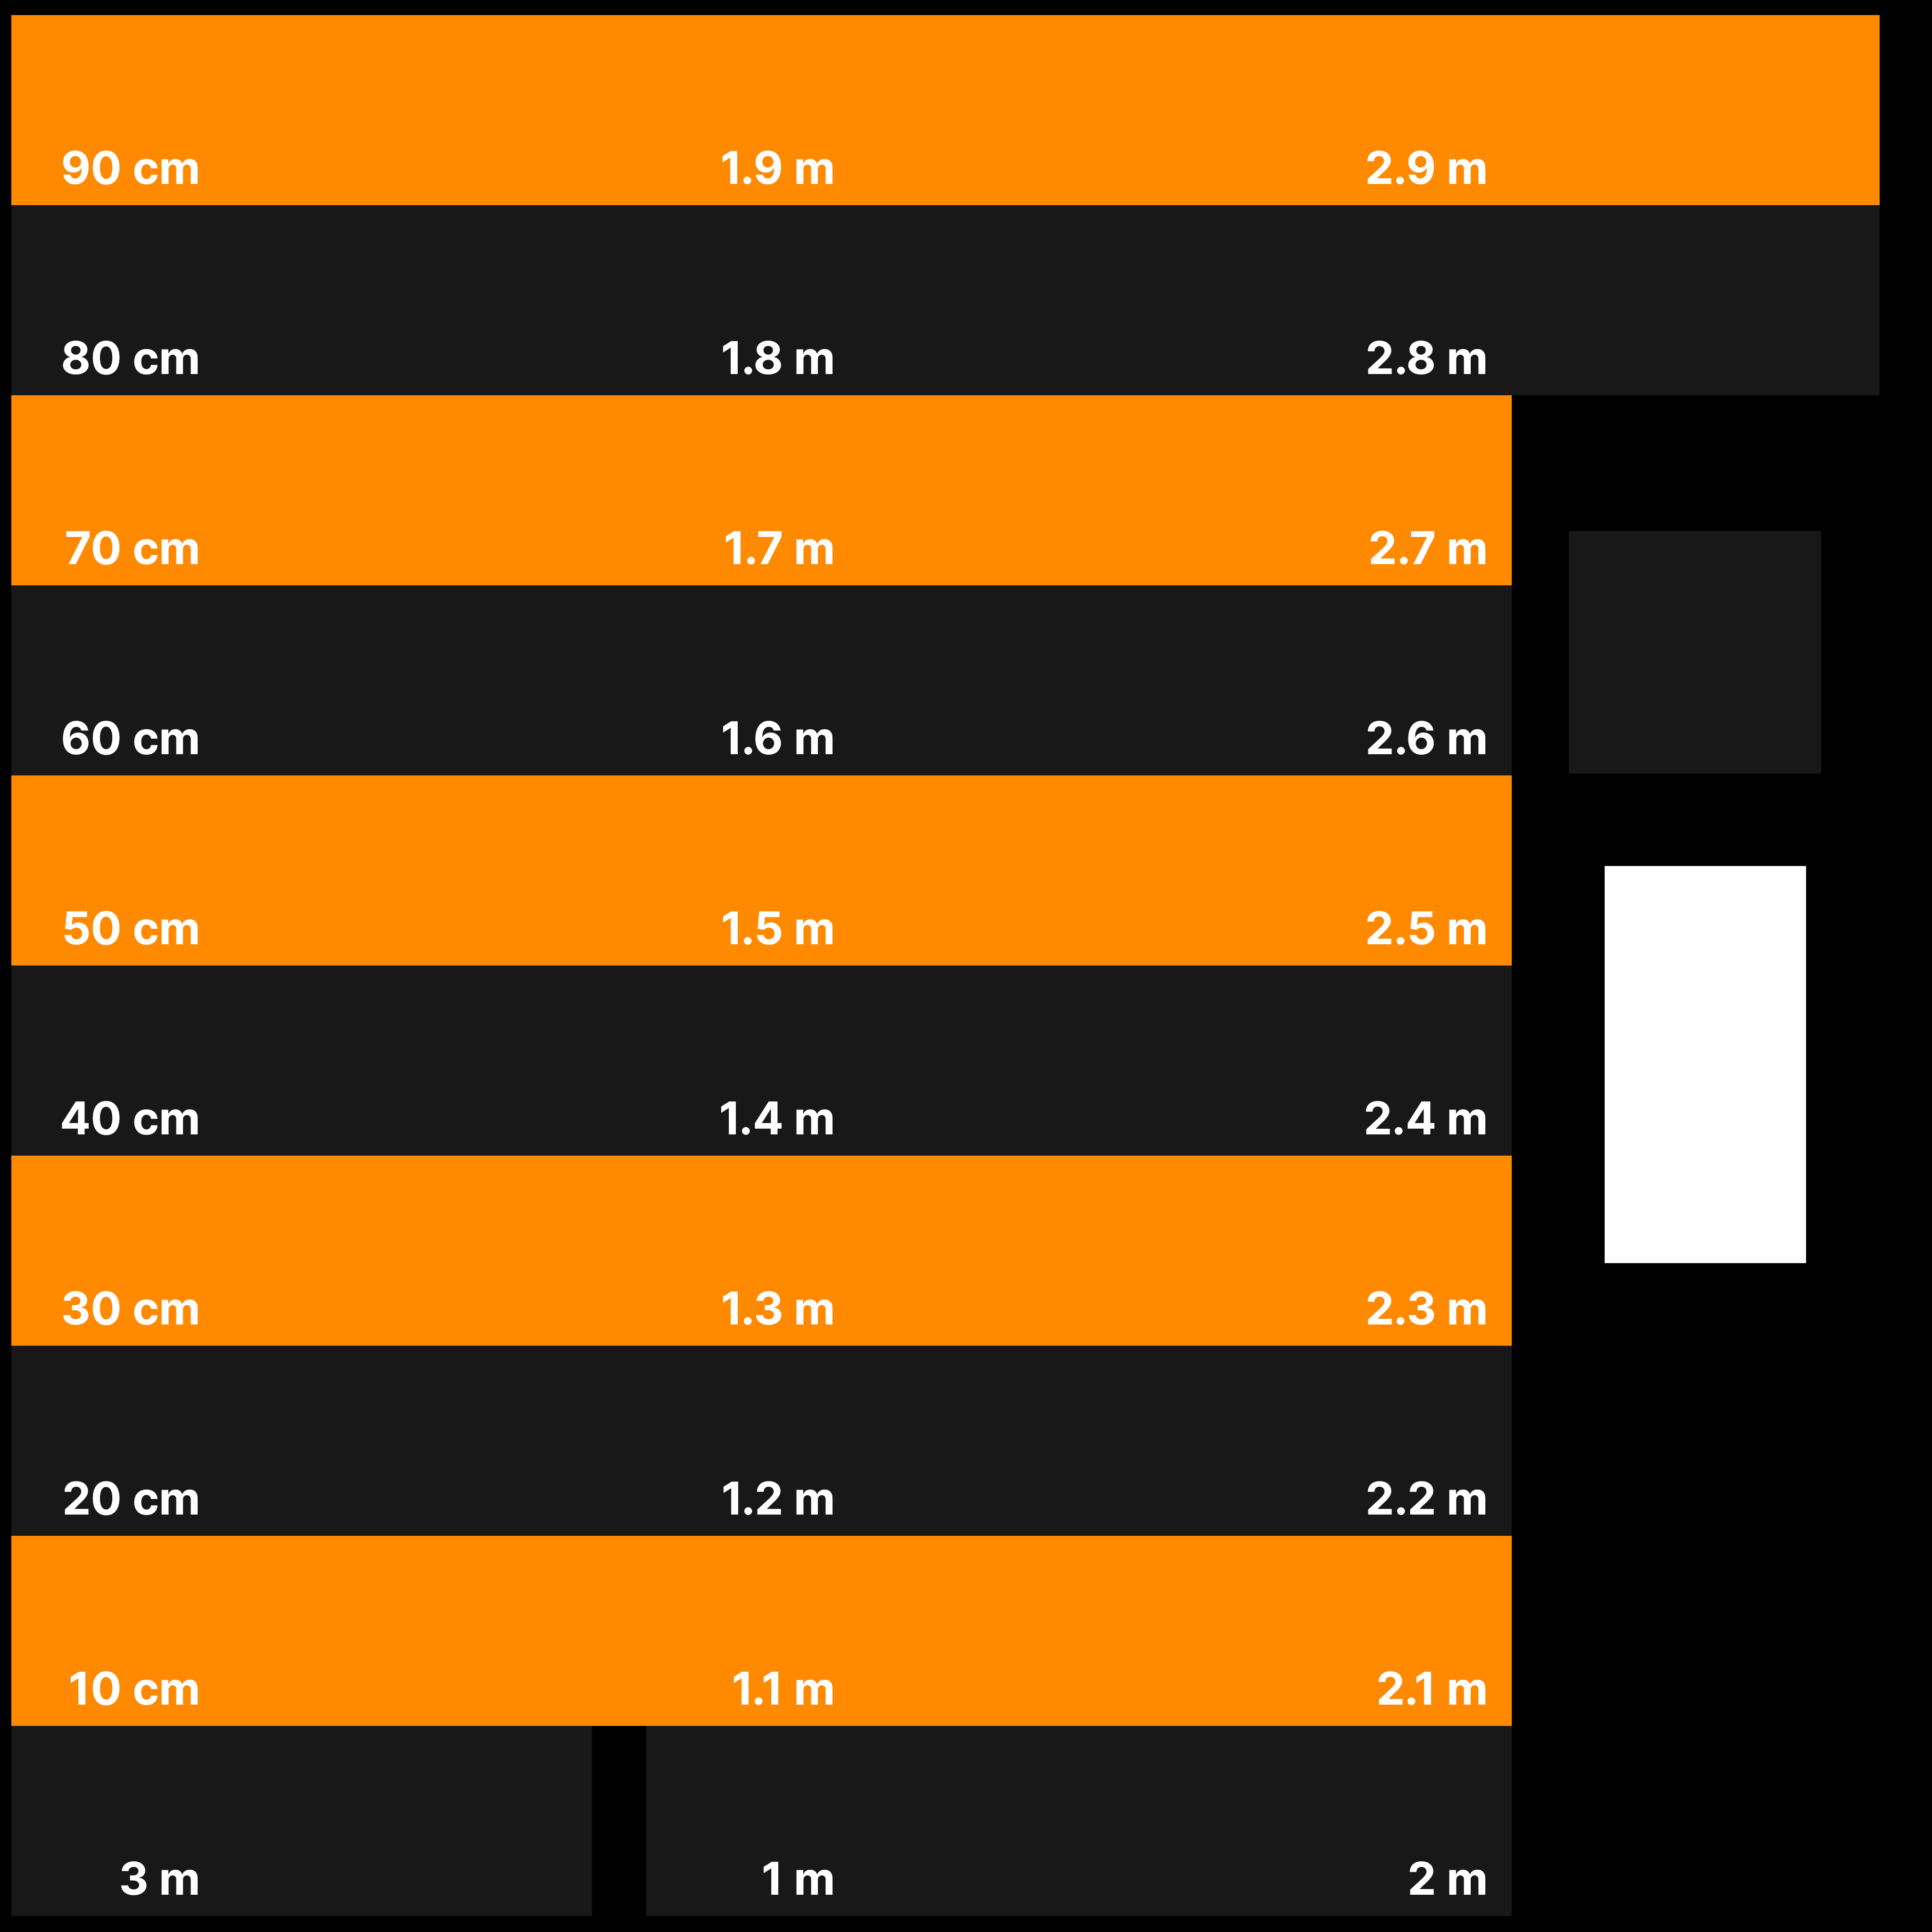 90 cm 1.9 m 2.9 m
80 cm 1.8 m 2.8 m
70 cm 1.7 m 2.7 m
60 cm 1.6 m 2.6 m
50 cm 1.5 m 2.5 m
40 cm 1.4 m 2.4 m
30 cm 1.3 m 2.3 m
20 cm 1.2 m 2.2 m
10 cm 1.1 m 2.1 m
3 m 1 m 2 m